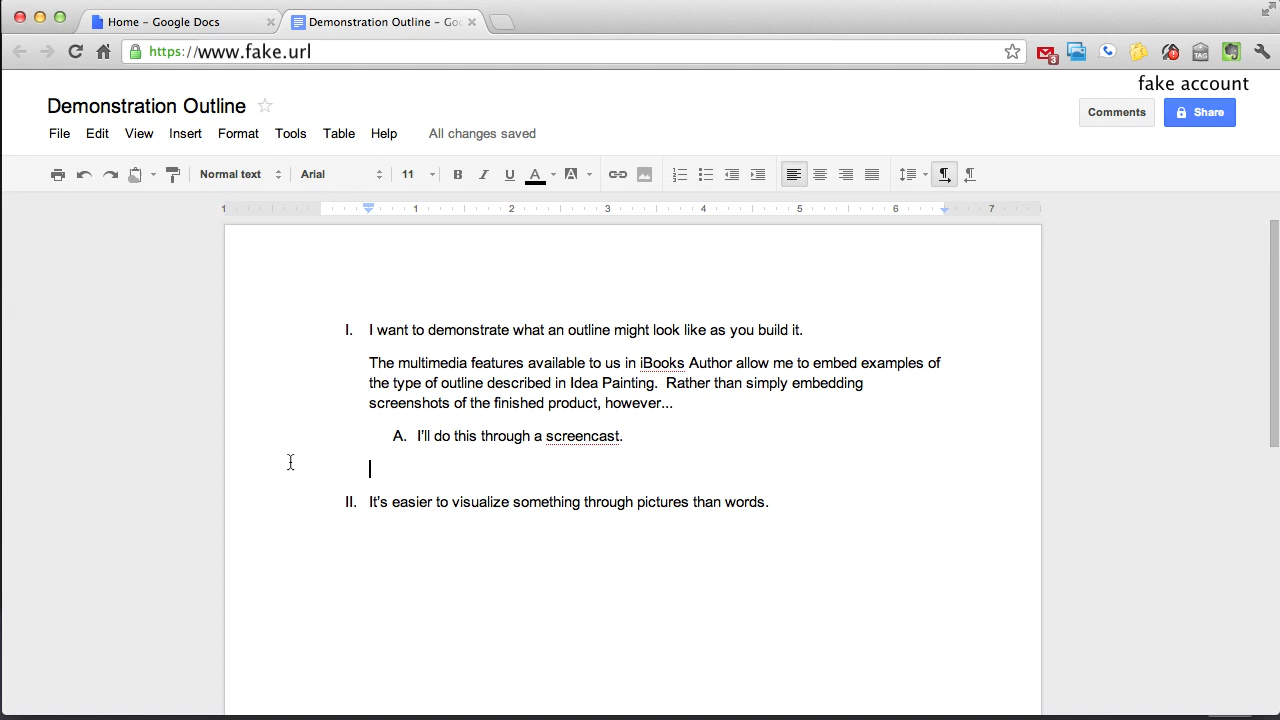 Home – Google Docs
Demonstration Outline – Goo
https://www.fake.url
3
TAG
fake account
Demonstration Outline
Comments
Share
File Edit View Insert Format Tools Table Help All changes saved
Normal text Arial 11 B I U A A
1 1 2 3 4 5 6 7
I. I want to demonstrate what an outline might look like as you build it.
The multimedia features available to us in iBooks Author allow me to embed examples of
the type of outline described in Idea Painting. Rather than simply embedding
screenshots of the finished product, however...
A. I'll do this through a screencast.
II. It's easier to visualize something through pictures than words.